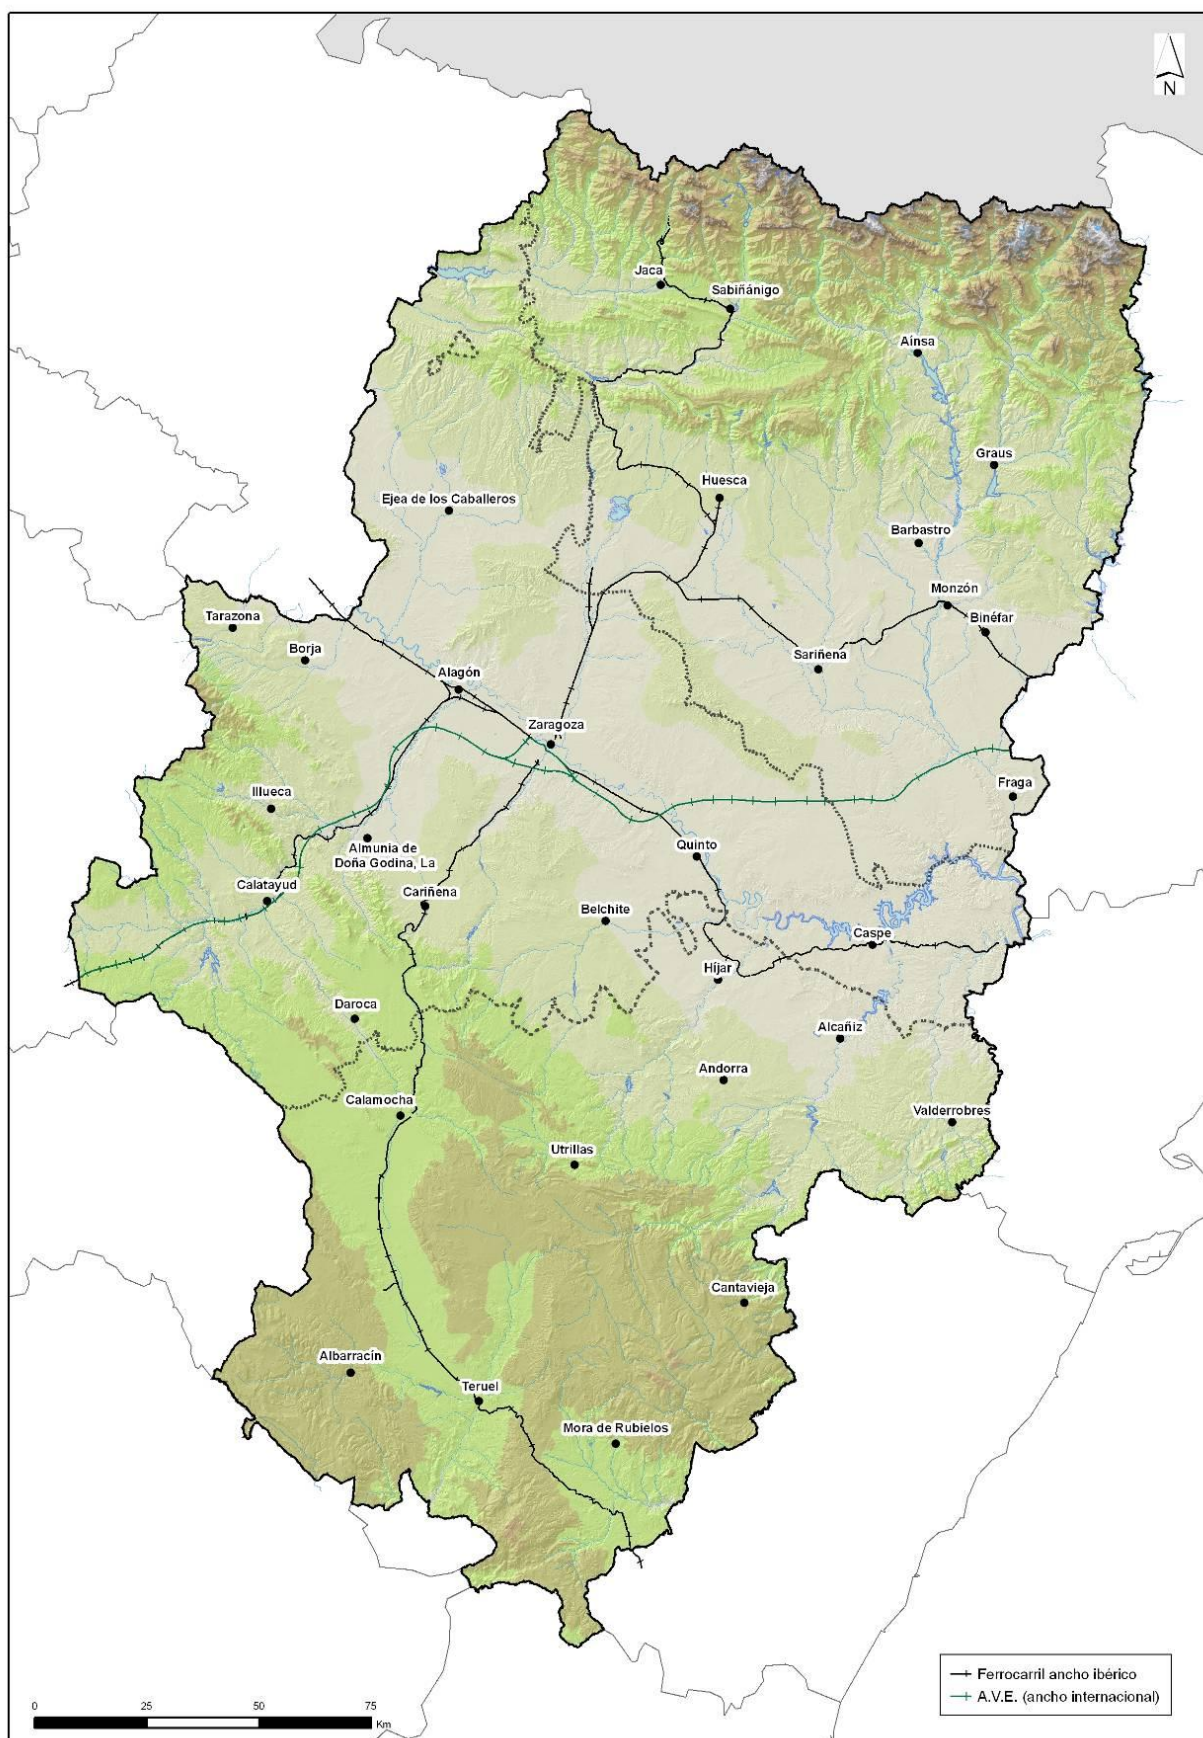 N
Jaca
Sabiñánigo
Ainsa
Graus
Huesca
Ejea de los Caballeros
Barbastro
Monzón
Tarazona
Binéfar
Borja
Sariñena
Alagón
Zaragoza
Fraga
Illueca
Almunia de
Doña Godina, La
Quinto
Calatayud
Cariñena
Belchite
Caspe
Híjar
Daroca
Alcañiz
Andorra
Calamocha
Valderrobres
Utrillas
Cantavieja
Albarracín
Teruel
Mora de Rubielos
Ferrocarril ancho ibérico
A.V.E. (ancho internacional)
0 25 50 75
Km